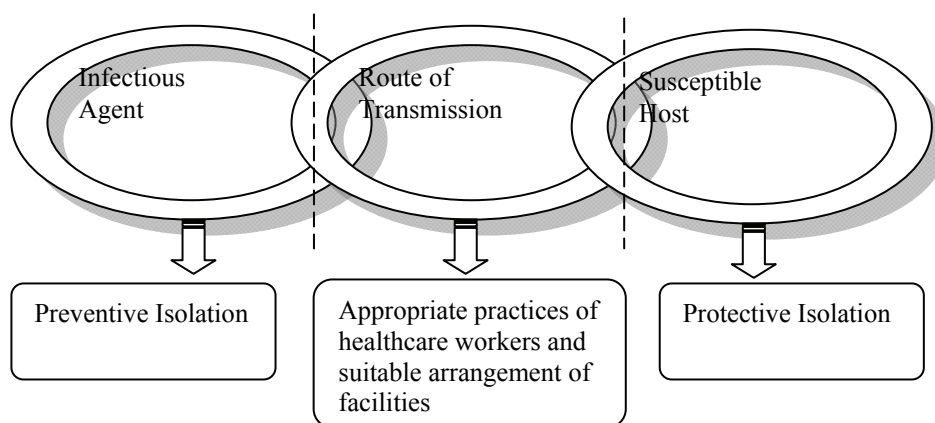 Infectious
Agent
Route of
Transmission
Susceptible
Host
Preventive Isolation
Appropriate practices of
healthcare workers and
suitable arrangement of
facilities
Protective Isolation